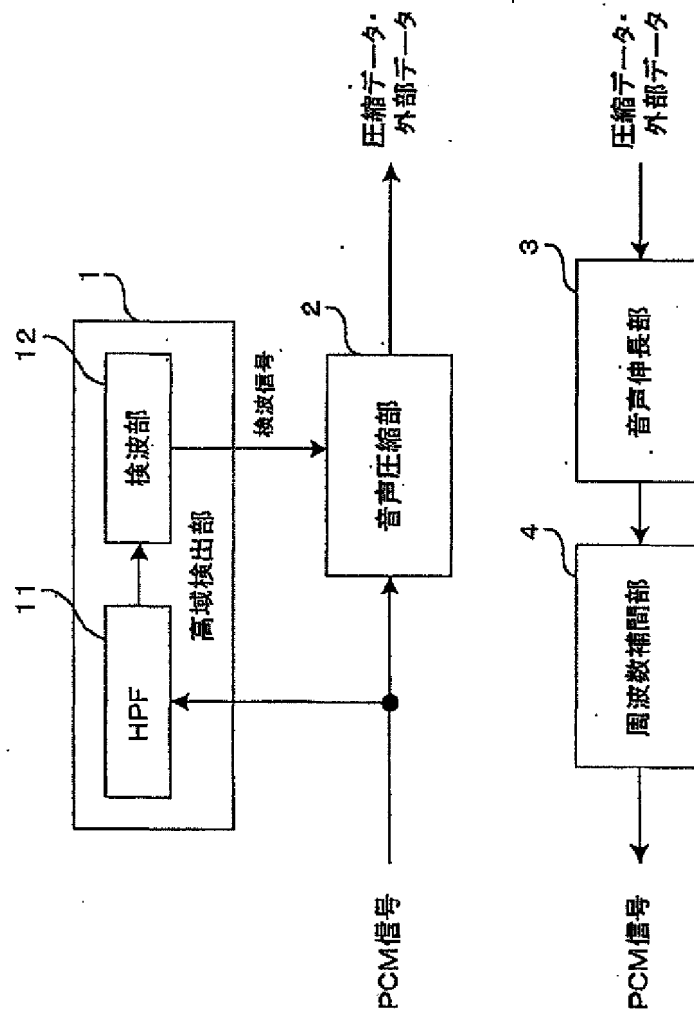 1
11
12
HPF
検波部
高域検出部
検波信号
PCM信号
2
音声圧縮部
圧縮データ・
外部データ
PCM信号
4
周波数補間部
3
音声伸長部
圧縮データ・
外部データ